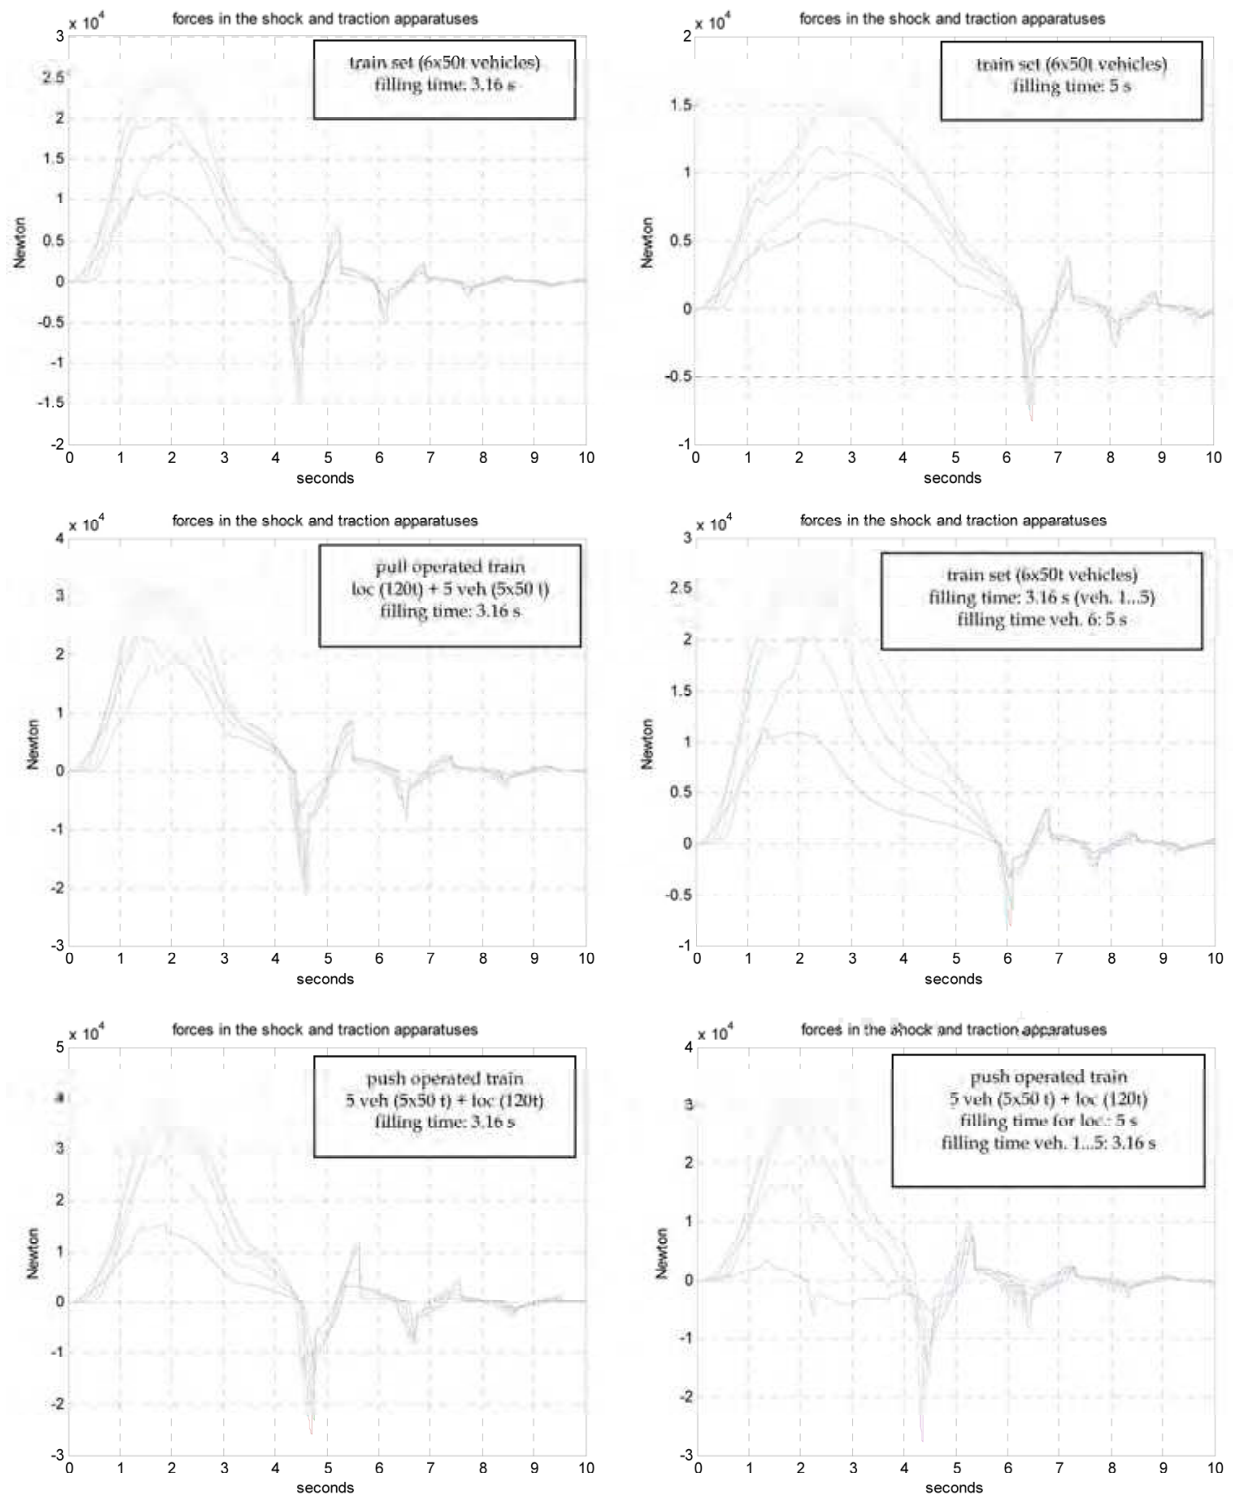 x 10^4 forces in the shock and traction apparatuses
train set (6x50t vehicles)
filling time: 3.16 s
3
2.5
2
1.5
1
0.5
0
-0.5
-1
-1.5
-2
Newton
0 1 2 3 4 5 6 7 8 9 10
seconds
x 10^4 forces in the shock and traction apparatuses
train set (6x50t vehicles)
filling time: 5 s
2
1.5
1
0.5
0
-0.5
-1
Newton
0 1 2 3 4 5 6 7 8 9 10
seconds
x 10^4 forces in the shock and traction apparatuses
pull operated train
loc (120t) + 5 veh (5x50 t)
filling time: 3.16 s
4
3
2
1
0
-1
-2
-3
Newton
0 1 2 3 4 5 6 7 8 9 10
seconds
x 10^4 forces in the shock and traction apparatuses
train set (6x50t vehicles)
filling time: 3.16 s (veh. 1...5)
filling time veh. 6: 5 s
3
2.5
2
1.5
1
0.5
0
-0.5
-1
Newton
0 1 2 3 4 5 6 7 8 9 10
seconds
x 10^4 forces in the shock and traction apparatuses
push operated train
5 veh (5x50 t) + loc (120t)
filling time: 3.16 s
5
4
3
2
1
0
-1
-2
-3
Newton
0 1 2 3 4 5 6 7 8 9 10
seconds
x 10^4 forces in the shock and traction apparatuses
push operated train
5 veh (5x50 t) + loc (120t)
filling time for loc.: 5 s
filling time veh. 1...5: 3.16 s
4
3
2
1
0
-1
-2
-3
Newton
0 1 2 3 4 5 6 7 8 9 10
seconds